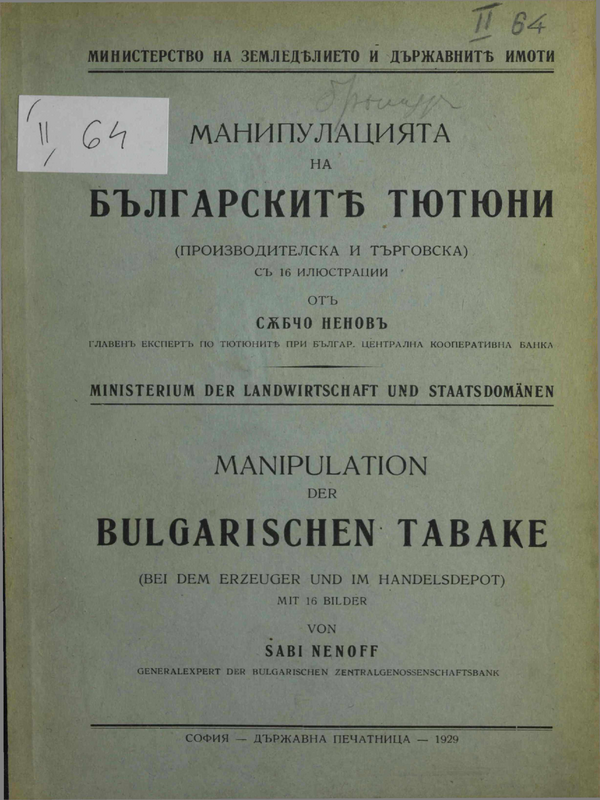 II 64
МИНИСТЕРСТВО НА ЗЕМЛЕДѢЛИЕТО И ДЪРЖАВНИТѢ ИМОТИ
II, 64
МАНИПУЛАЦИЯТА
НА
БЪЛГАРСКИТѢ ТЮТЮНИ
(ПРОИЗВОДИТЕЛСКА И ТЪРГОВСКА)
СЪ 16 ИЛЮСТРАЦИИ
ОТЪ
СѪБЧО НЕНОВЪ
ГЛАВЕНЪ ЕКСПЕРТЪ ПО ТЮТЮНИТѢ ПРИ БЪЛГАР. ЦЕНТРАЛНА КООПЕРАТИВНА БАНКА
MINISTERIUM DER LANDWIRTSCHAFT UND STAATSDOMÄNEN
MANIPULATION
DER
BULGARISCHEN TABAKE
(BEI DEM ERZEUGER UND IM HANDELSDEPOT)
MIT 16 BILDER
VON
SABI NENOFF
GENERALEXPERT DER BULGARISCHEN ZENTRALGENOSSENSCHAFTSBANK
СОФИЯ — ДЪРЖАВНА ПЕЧАТНИЦА — 1929